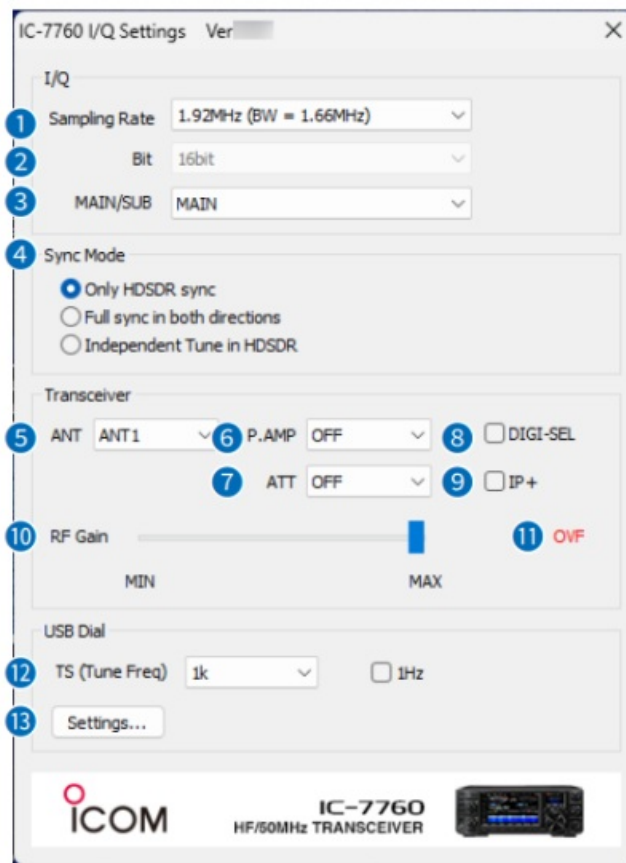 IC-7760 I/Q Settings Ver
I/Q
1 Sampling Rate 1.92MHz (BW = 1.66MHz)
2 Bit 16bit
3 MAIN/SUB MAIN
4 Sync Mode
Only HDSDR sync
Full sync in both directions
Independent Tune in HDSDR
Transceiver
5 ANT ANT1 6 P.AMP OFF 8 DIGI-SEL
7 ATT OFF 9 IP+
10 RF Gain 11 OVF
MIN MAX
USB Dial
12 TS (Tune Freq) 1k 1Hz
13 Settings...
ICOM IC-7760
HF/50MHz TRANSCEIVER